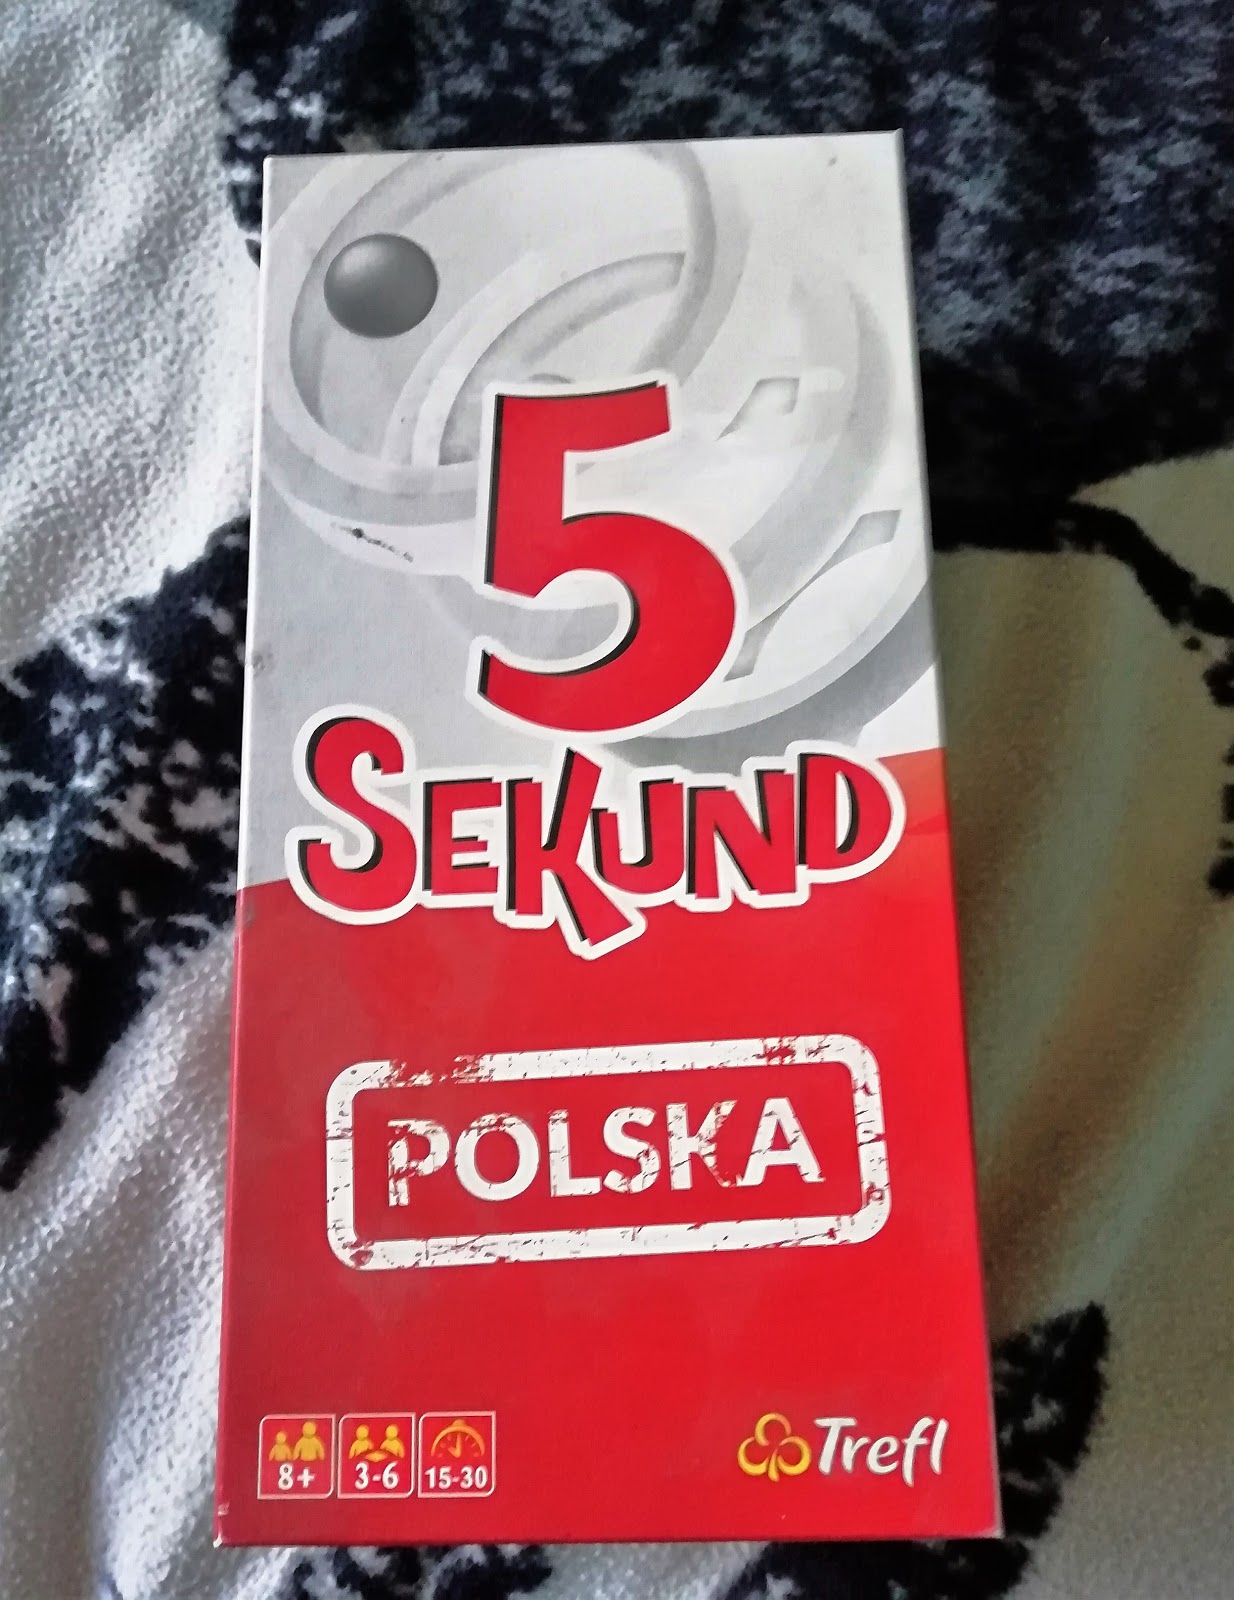 5
SEKUND
POLSKA
8+ 3-6 15-30
Trefl